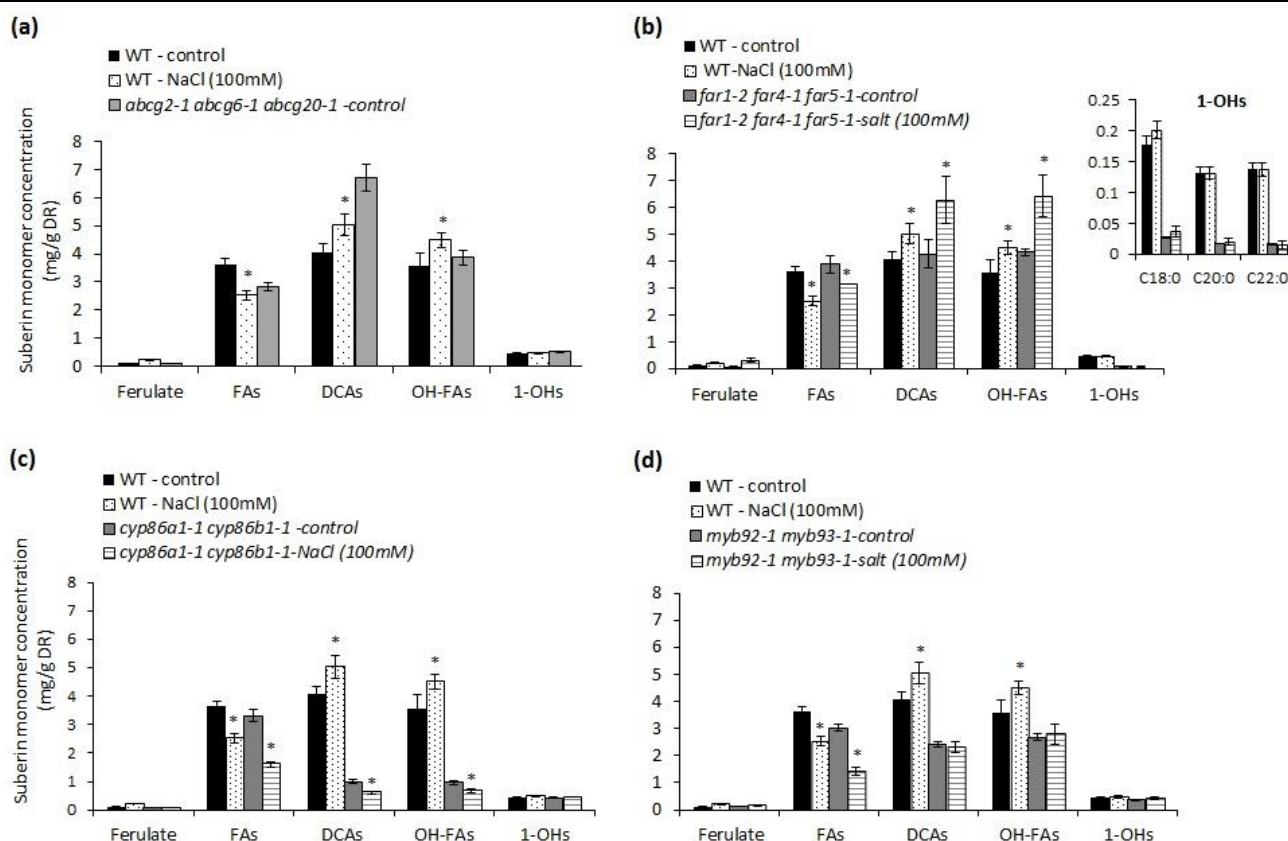 (a)
WT - control
WT - NaCl (100mM)
abcg2-1 abcg6-1 abcg20-1 -control
Suberin monomer concentration
(mg/g DR)
8
7
6
5
4
3
2
1
0
* * *
Ferulate FAs DCAs OH-FAs 1-OHs
(b)
WT - control
WT-NaCl (100mM)
far1-2 far4-1 far5-1-control
far1-2 far4-1 far5-1-salt (100mM)
8
7
6
5
4
3
2
1
0
* * * * * *
Ferulate FAs DCAs OH-FAs 1-OHs
1-OHs
0.25
0.2
0.15
0.1
0.05
0
C18:0 C20:0 C22:0
(c)
WT - control
WT - NaCl (100mM)
cyp86a1-1 cyp86b1-1 -control
cyp86a1-1 cyp86b1-1-NaCl (100mM)
Suberin monomer concentration
(mg/g DR)
8
7
6
5
4
3
2
1
0
* * * * * *
Ferulate FAs DCAs OH-FAs 1-OHs
(d)
WT - control
WT - NaCl (100mM)
myb92-1 myb93-1-control
myb92-1 myb93-1-salt (100mM)
8
7
6
5
4
3
2
1
0
* * * *
Ferulate FAs DCAs OH-FAs 1-OHs